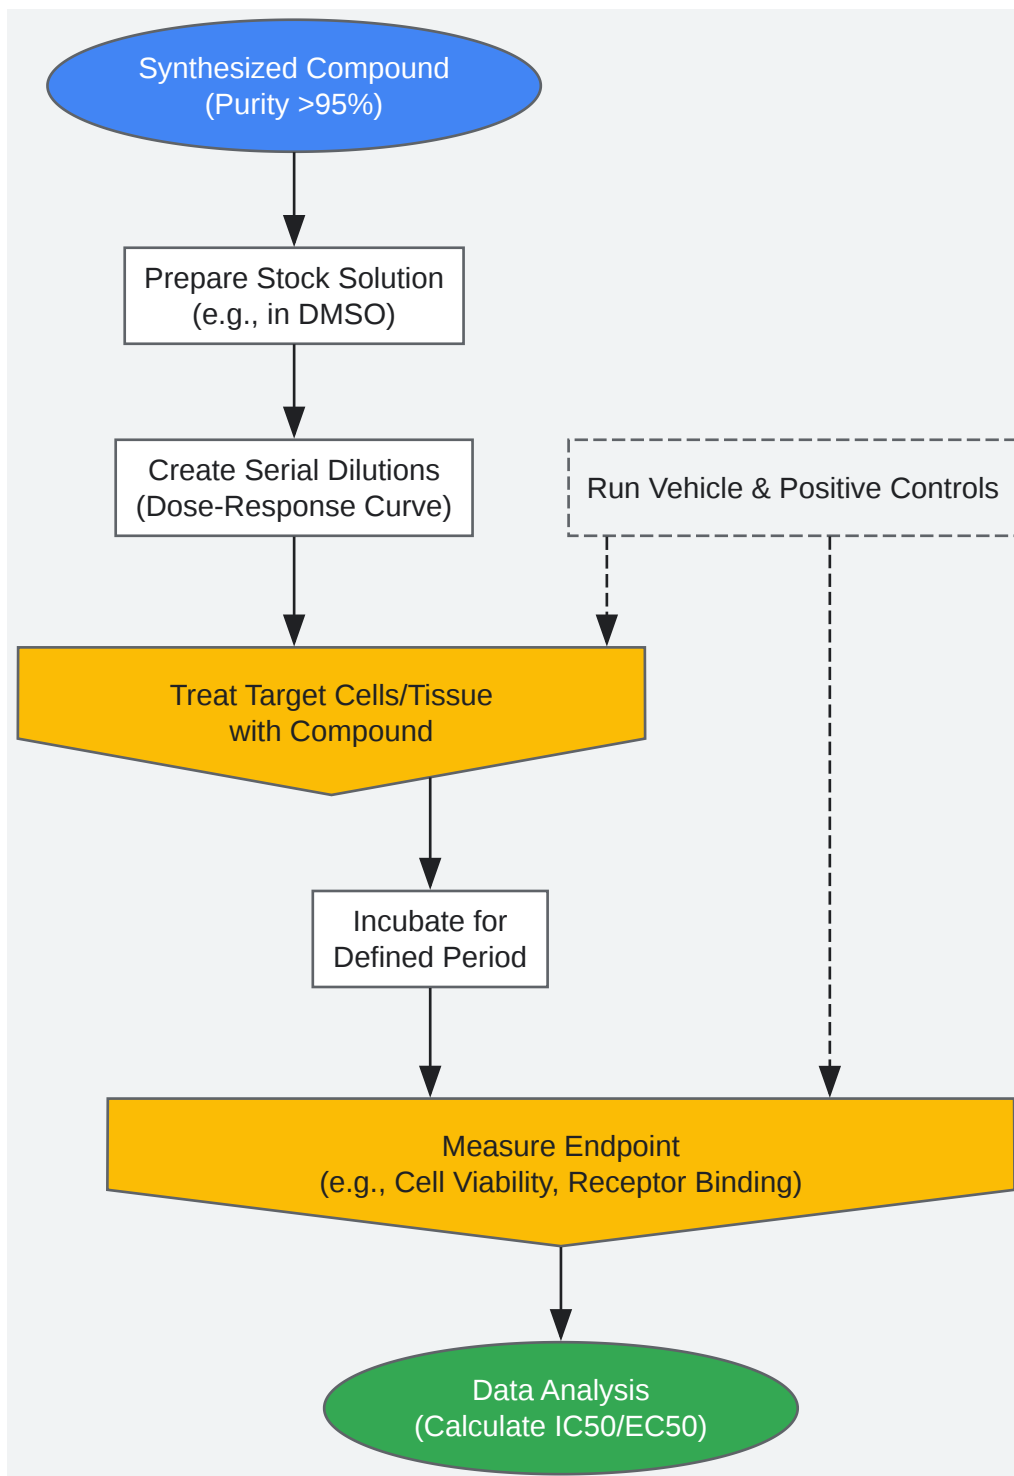 Synthesized Compound
(Purity >95%)
Prepare Stock Solution
(e.g., in DMSO)
Create Serial Dilutions
(Dose-Response Curve)
Run Vehicle & Positive Controls
Treat Target Cells/Tissue
with Compound
Incubate for
Defined Period
Measure Endpoint
(e.g., Cell Viability, Receptor Binding)
Data Analysis
(Calculate IC50/EC50)